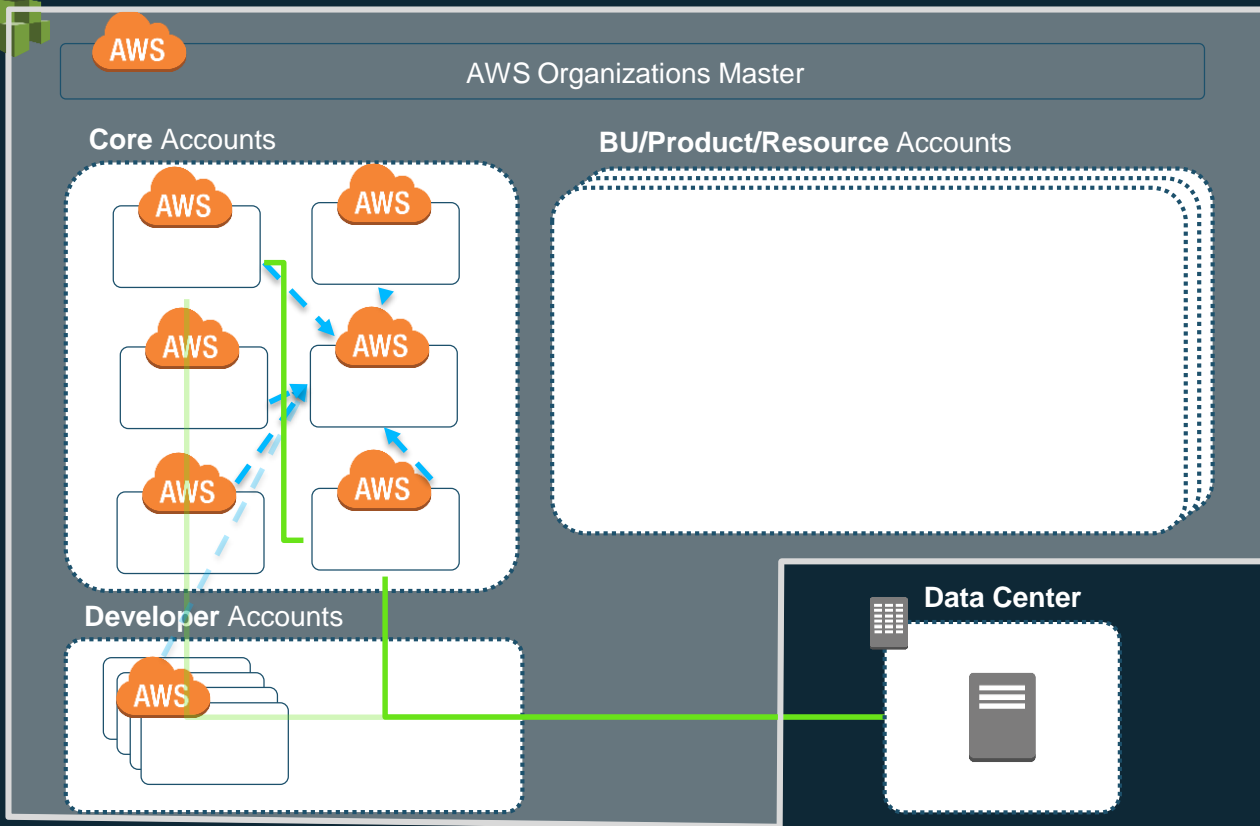 AWS
AWS Organizations Master
Core Accounts
BU/Product/Resource Accounts
AWS
AWS
AWS
AWS
AWS
AWS
Developer Accounts
Data Center
AWS